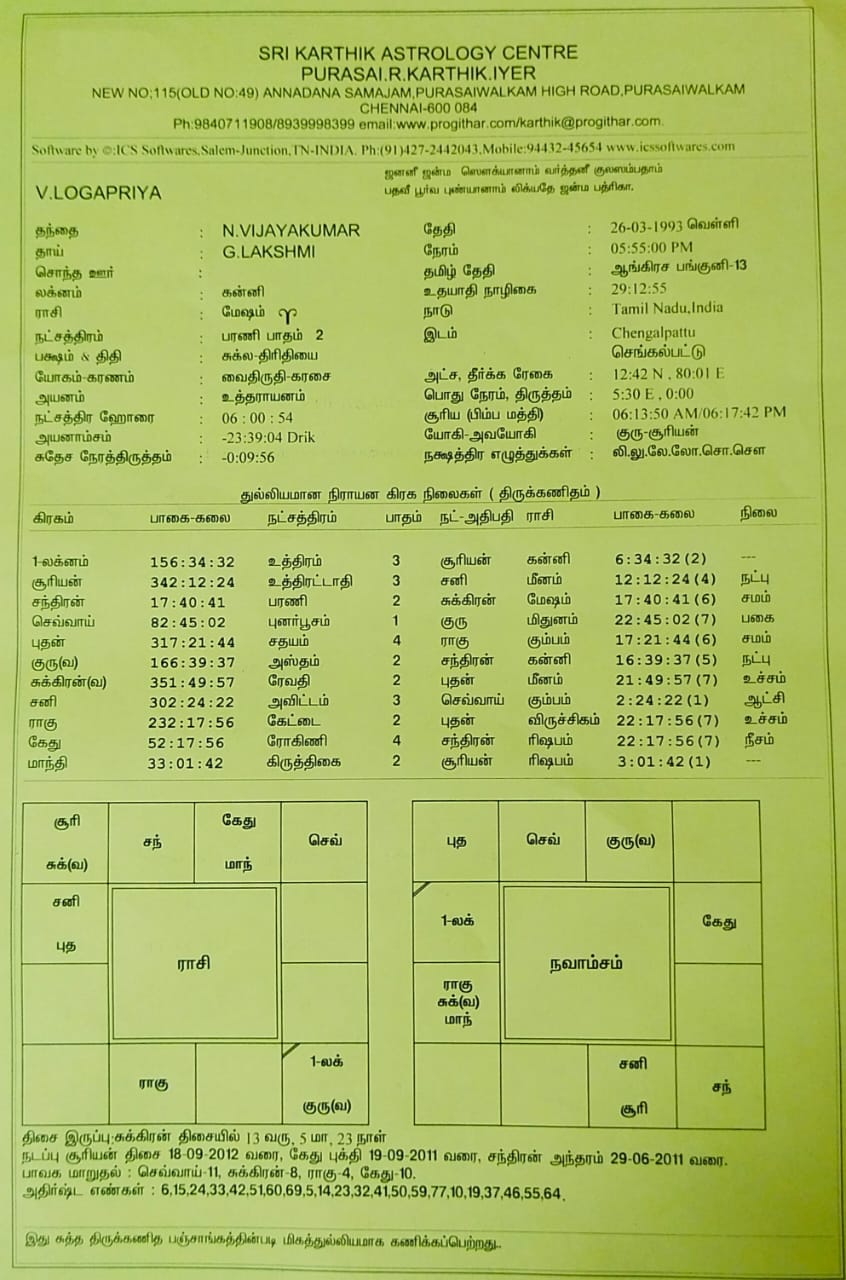 SRI KARTHIK ASTROLOGY CENTRE
PURASAI.R.KARTHIK.IYER
NEW NO;115(OLD NO:49) ANNADANA SAMAJAM,PURASAIWALKAM HIGH ROAD,PURASAIWALKAM
CHENNAI-600 084
Ph:9840711908/8939998399 email:www.progithar.com/karthik@progithar.com.
Software by ©:ICS Softwares,Salem-Junction,TN-INDIA. Ph:(91)427-2442043,Mobile:94432-45654 www.icssoftwares.com
ஜனனீ ஜன்ம ஸௌக்யானாம் வர்த்தனீ குலஸம்பதாம்
V.LOGAPRIYA பதவீ பூர்வ புண்யானாம் லிக்யதே ஜன்ம பத்ரிகா.
தந்தை : N.VIJAYAKUMAR தேதி : 26-03-1993 வெள்ளி
தாய் : G.LAKSHMI நேரம் : 05:55:00 PM
சொந்த ஊர் : தமிழ் தேதி : ஆங்கிரச பங்குனி-13
லக்னம் : கன்னி உதயாதி நாழிகை : 29:12:55
ராசி : மேஷம் ♈ நாடு : Tamil Nadu,India
நட்சத்திரம் : பரணி பாதம் 2 இடம் : Chengalpattu
பக்ஷம் & திதி : சுக்ல-திரிதியை செங்கல்பட்டு
யோகம்-கரணம் : வைதிருதி-கரசை அட்ச, தீர்க்க ரேகை : 12:42 N , 80:01 E
அயனம் : உத்தராயனம் பொது நேரம், திருத்தம் : 5:30 E , 0:00
நட்சத்திர ஹோரை : 06 : 00 : 54 சூரிய (பிம்ப மத்தி) : 06:13:50 AM/06:17:42 PM
அயனாம்சம் : -23:39:04 Drik யோகி-அவயோகி : குரு-சூரியன்
சுதேச நேரத்திருத்தம் : -0:09:56 நக்ஷத்திர எழுத்துக்கள் : லி.லு.லே.லோ.சொ.சௌ
துல்லியமான நிராயன கிரக நிலைகள் ( திருக்கணிதம் )
கிரகம் பாகை-கலை நட்சத்திரம் பாதம் நட்-அதிபதி ராசி பாகை-கலை நிலை
1-லக்னம் 156:34:32 உத்திரம் 3 சூரியன் கன்னி 6:34:32(2) ---
சூரியன் 342:12:24 உத்திரட்டாதி 3 சனி மீனம் 12:12:24(4) நட்பு
சந்திரன் 17:40:41 பரணி 2 சுக்கிரன் மேஷம் 17:40:41(6) சமம்
செவ்வாய் 82:45:02 புனர்பூசம் 1 குரு மிதுனம் 22:45:02(7) பகை
புதன் 317:21:44 சதயம் 4 ராகு கும்பம் 17:21:44(6) சமம்
குரு(வ) 166:39:37 அஸ்தம் 2 சந்திரன் கன்னி 16:39:37(5) நட்பு
சுக்கிரன்(வ) 351:49:57 ரேவதி 2 புதன் மீனம் 21:49:57(7) உச்சம்
சனி 302:24:22 அவிட்டம் 3 செவ்வாய் கும்பம் 2:24:22(1) ஆட்சி
ராகு 232:17:56 கேட்டை 2 புதன் விருச்சிகம் 22:17:56(7) உச்சம்
கேது 52:17:56 ரோகிணி 4 சந்திரன் ரிஷபம் 22:17:56(7) நீசம்
மாந்தி 33:01:42 கிருத்திகை 2 சூரியன் ரிஷபம் 3:01:42(1) ---
சூரி சந் கேது செவ்
சுக்(வ) மாந்
சனி
புத
ராசி
ராகு 1-லக்
குரு(வ)
புத செவ் குரு(வ)
1-லக் கேது
நவாம்சம்
ராகு
சுக்(வ)
மாந்
சனி
சூரி
சந்
திசை இருப்பு:சுக்கிரன் திசையில் 13 வரு, 5 மா, 23 நாள்
நடப்பு சூரியன் திசை 18-09-2012 வரை, கேது புக்தி 19-09-2011 வரை, சந்திரன் அந்தரம் 29-06-2011 வரை.
பாவக மாறுதல் : செவ்வாய்-11, சுக்கிரன்-8, ராகு-4, கேது-10.
அதிர்ஷ்ட எண்கள் : 6,15,24,33,42,51,60,69,5,14,23,32,41,50,59,77,10,19,37,46,55,64.
இது சுத்த திருக்கணித பஞ்சாங்கத்தின்படி மிகத்துல்லியமாக கணிக்கப்பெற்றது..